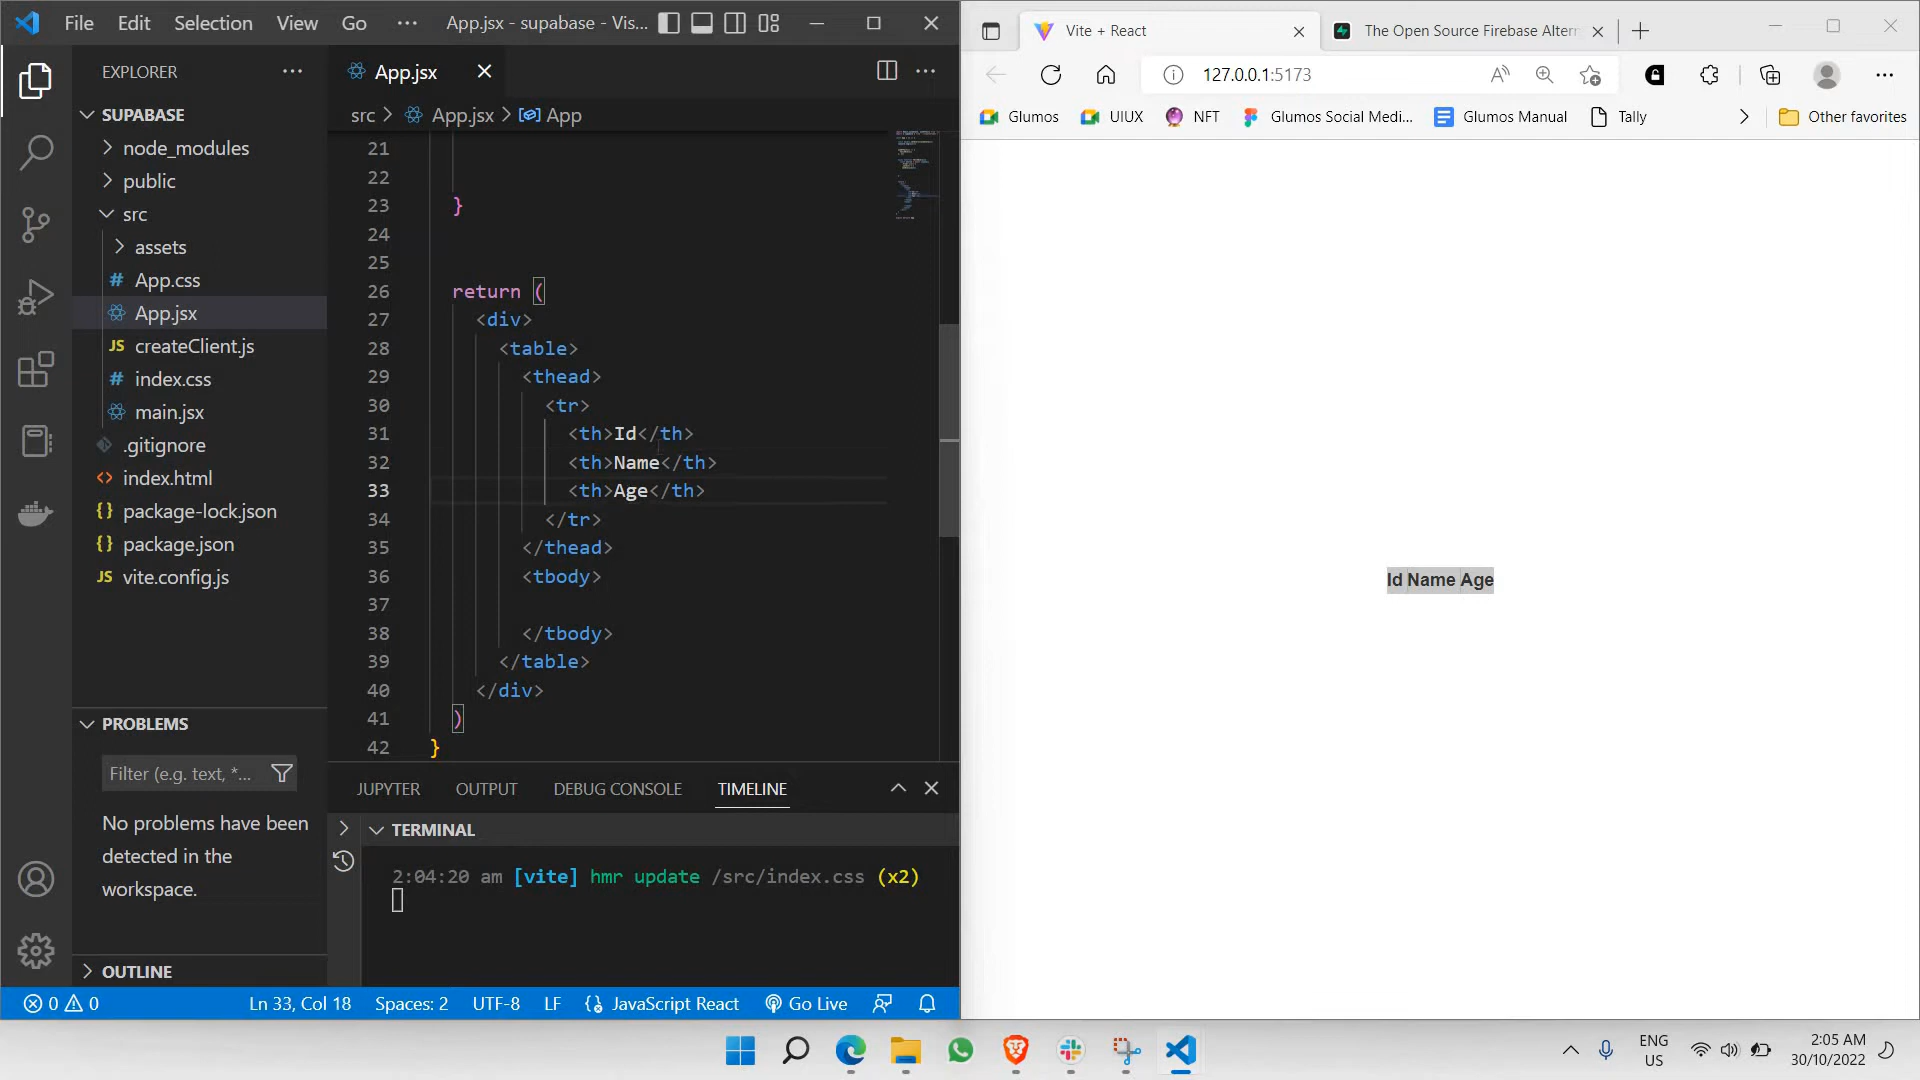 File Edit Selection View Go ··· App.jsx - supabase - Vis...
EXPLORER ···
SUPABASE
node_modules
public
src
assets
# App.css
App.jsx
JS createClient.js
# index.css
main.jsx
.gitignore
<> index.html
{} package-lock.json
{} package.json
JS vite.config.js
PROBLEMS
Filter (e.g. text, *...
No problems have been
detected in the
workspace.
OUTLINE
App.jsx
src > App.jsx > App
21
22
23 }
24
25
26 return (
27 <div>
28 <table>
29 <thead>
30 <tr>
31 <th>Id</th>
32 <th>Name</th>
33 <th>Age</th>
34 </tr>
35 </thead>
36 <tbody>
37
38 </tbody>
39 </table>
40 </div>
41 )
42 }
JUPYTER OUTPUT DEBUG CONSOLE TIMELINE
TERMINAL
2:04:20 am [vite] hmr update /src/index.css (x2)
0 0 Ln 33, Col 18 Spaces: 2 UTF-8 LF {} JavaScript React Go Live
Vite + React
The Open Source Firebase Altern
127.0.0.1:5173
Glumos UIUX NFT Glumos Social Medi... Glumos Manual Tally Other favorites
Id Name Age
ENG
US
2:05 AM
30/10/2022